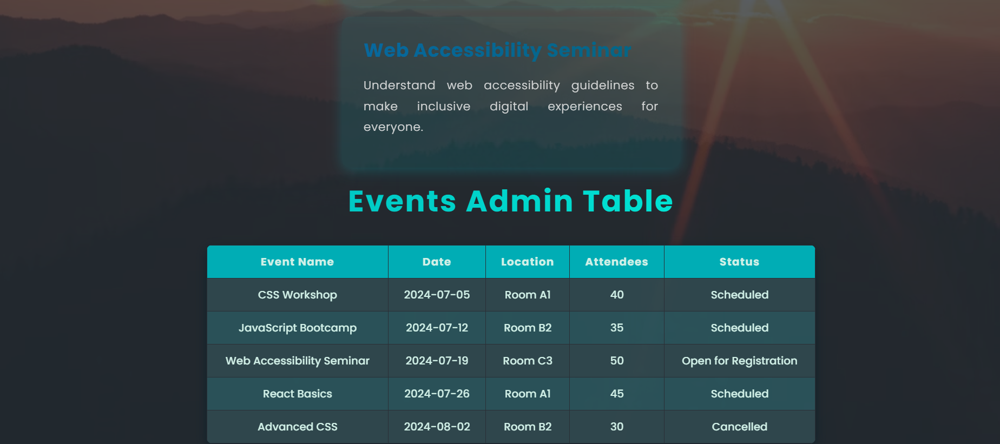 Web Accessibility Seminar
Understand web accessibility guidelines to
make inclusive digital experiences for
everyone.
Events Admin Table
Event Name Date Location Attendees Status
CSS Workshop 2024-07-05 Room A1 40 Scheduled
JavaScript Bootcamp 2024-07-12 Room B2 35 Scheduled
Web Accessibility Seminar 2024-07-19 Room C3 50 Open for Registration
React Basics 2024-07-26 Room A1 45 Scheduled
Advanced CSS 2024-08-02 Room B2 30 Cancelled